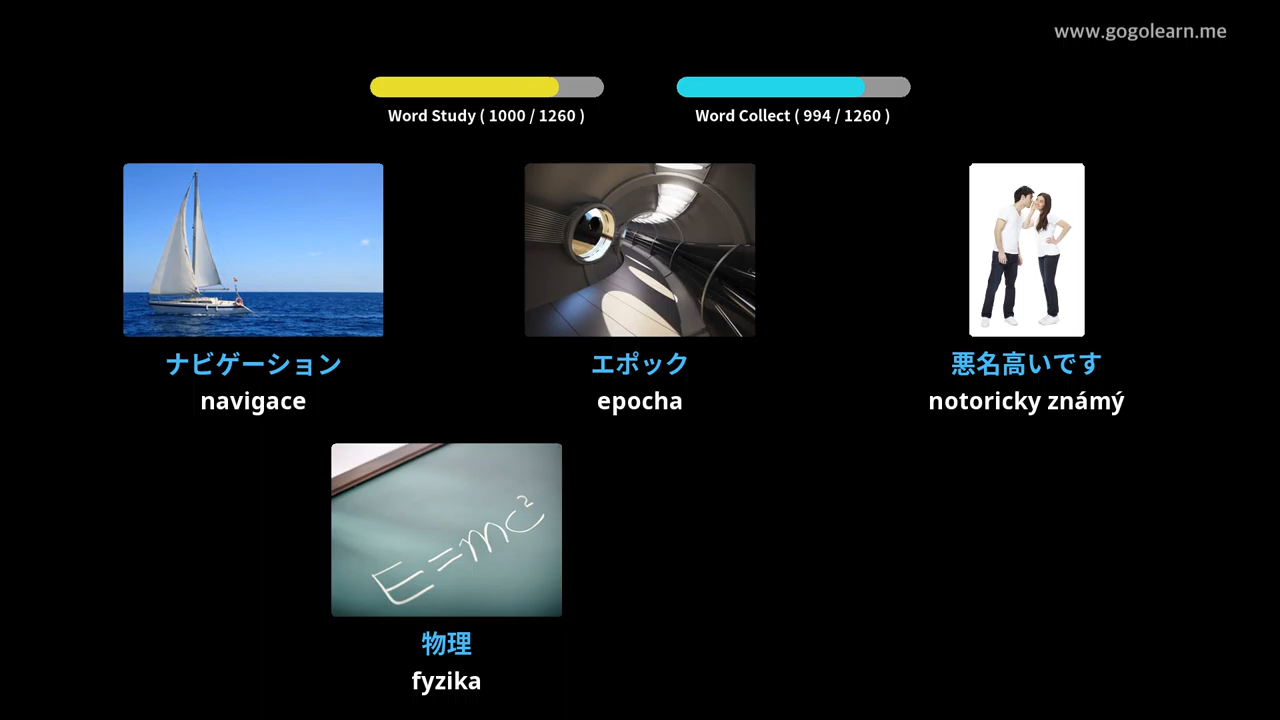 www.gogolearn.me
Word Study ( 1000 / 1260 )
Word Collect ( 994 / 1260 )
ナビゲーション
navigace
エポック
epocha
悪名高いです
notoricky známý
E=mc²
物理
fyzika